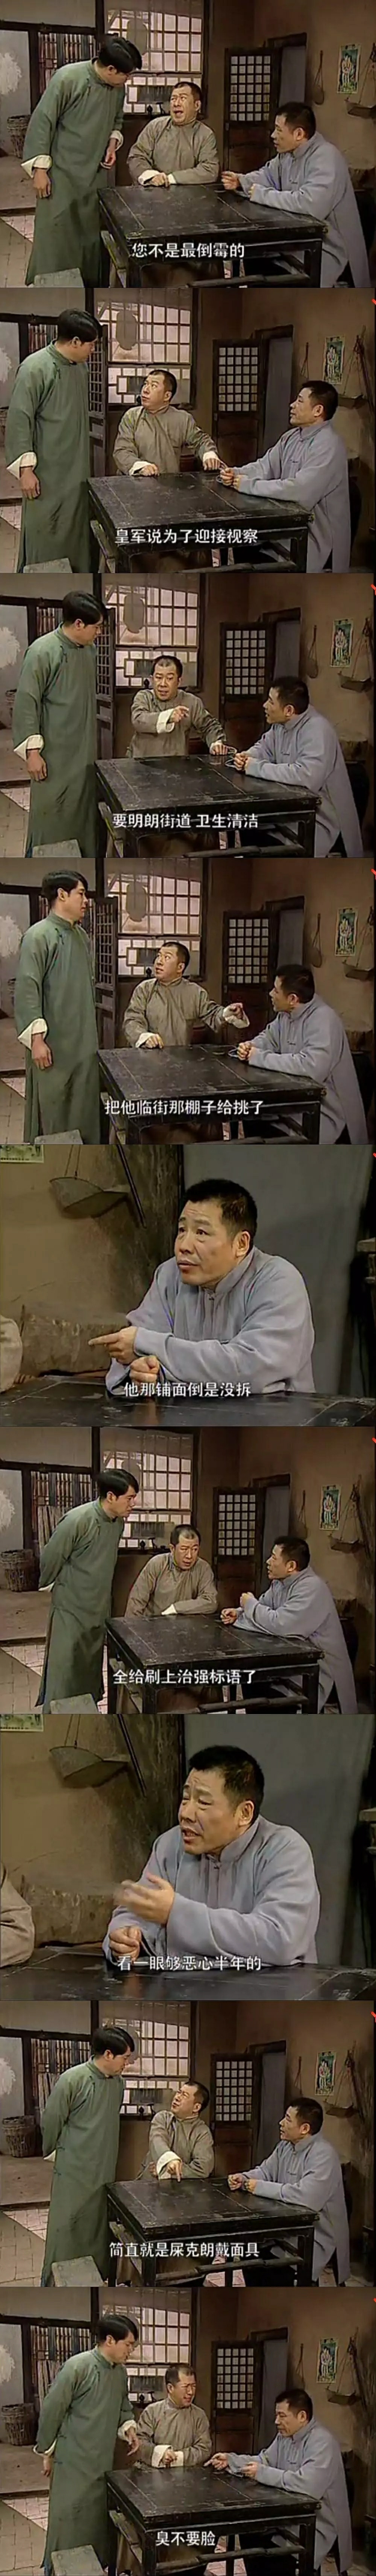 您不是最倒霉的
皇军说为了迎接视察
要明朗街道 卫生清洁
把他临街那棚子给挑了
他那铺面倒是没拆
全给刷上治强标语了
看一眼够恶心半年的
简直就是屎克朗戴面具
臭不要脸